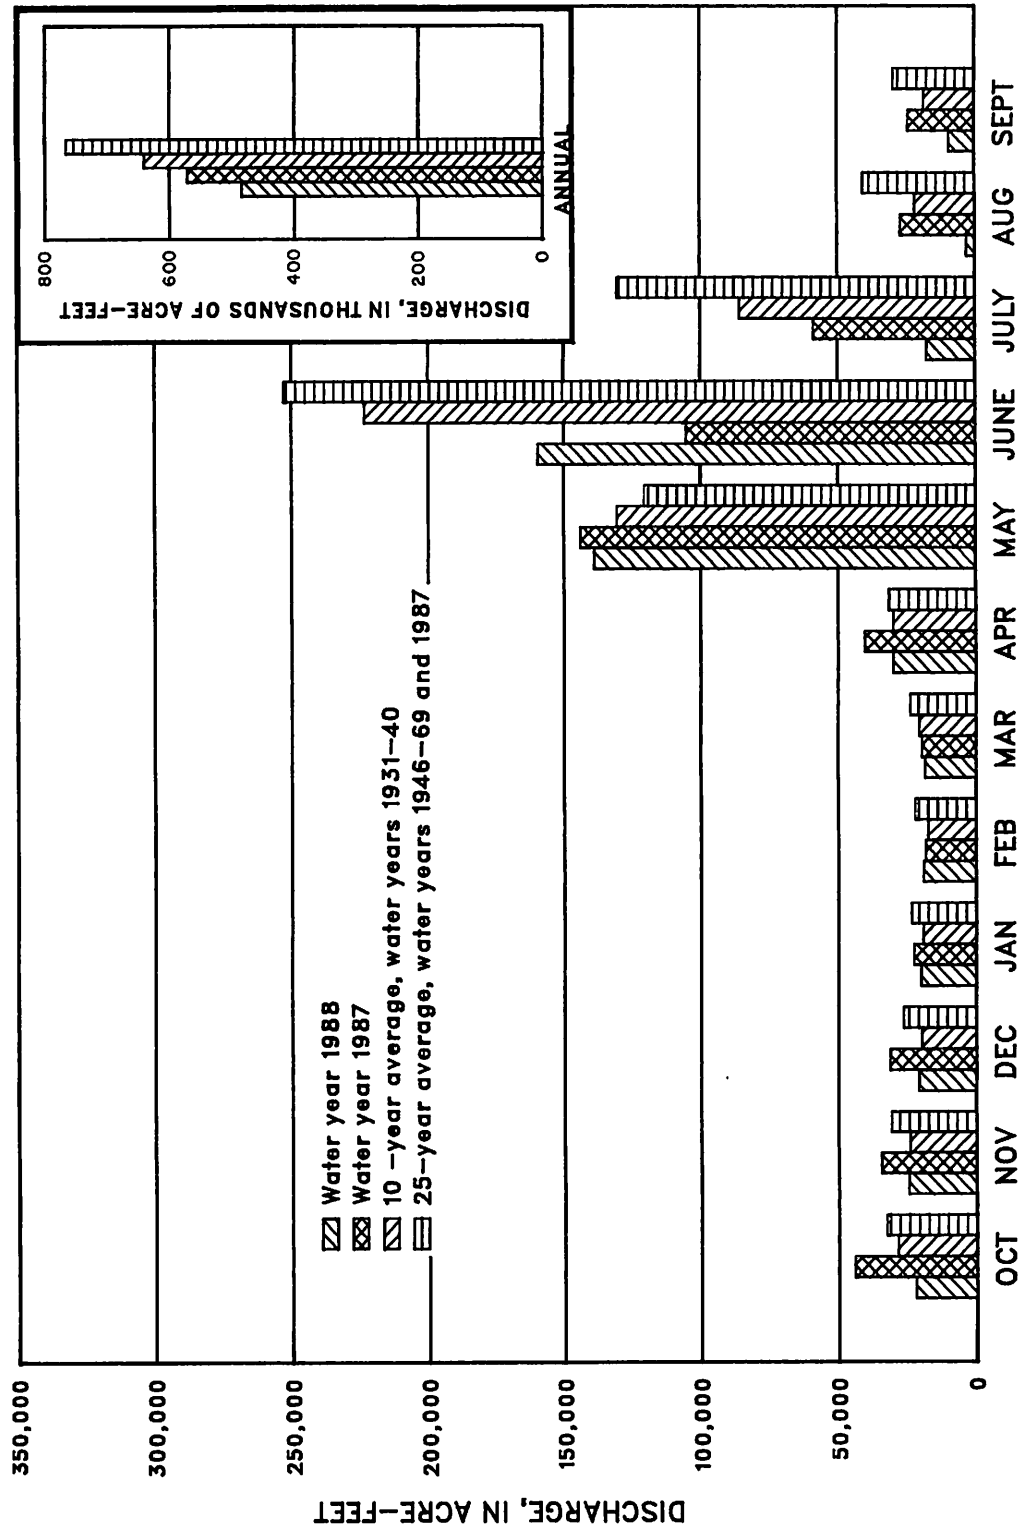 DISCHARGE, IN ACRE-FEET
350,000
300,000
250,000
200,000
150,000
100,000
50,000
0
Water year 1988
Water year 1987
10 -year average, water years 1931-40
25-year average, water years 1946-69 and 1987
OCT NOV DEC JAN FEB MAR APR MAY JUNE JULY AUG SEPT
DISCHARGE, IN THOUSANDS OF ACRE-FEET
800
600
400
200
0
ANNUAL